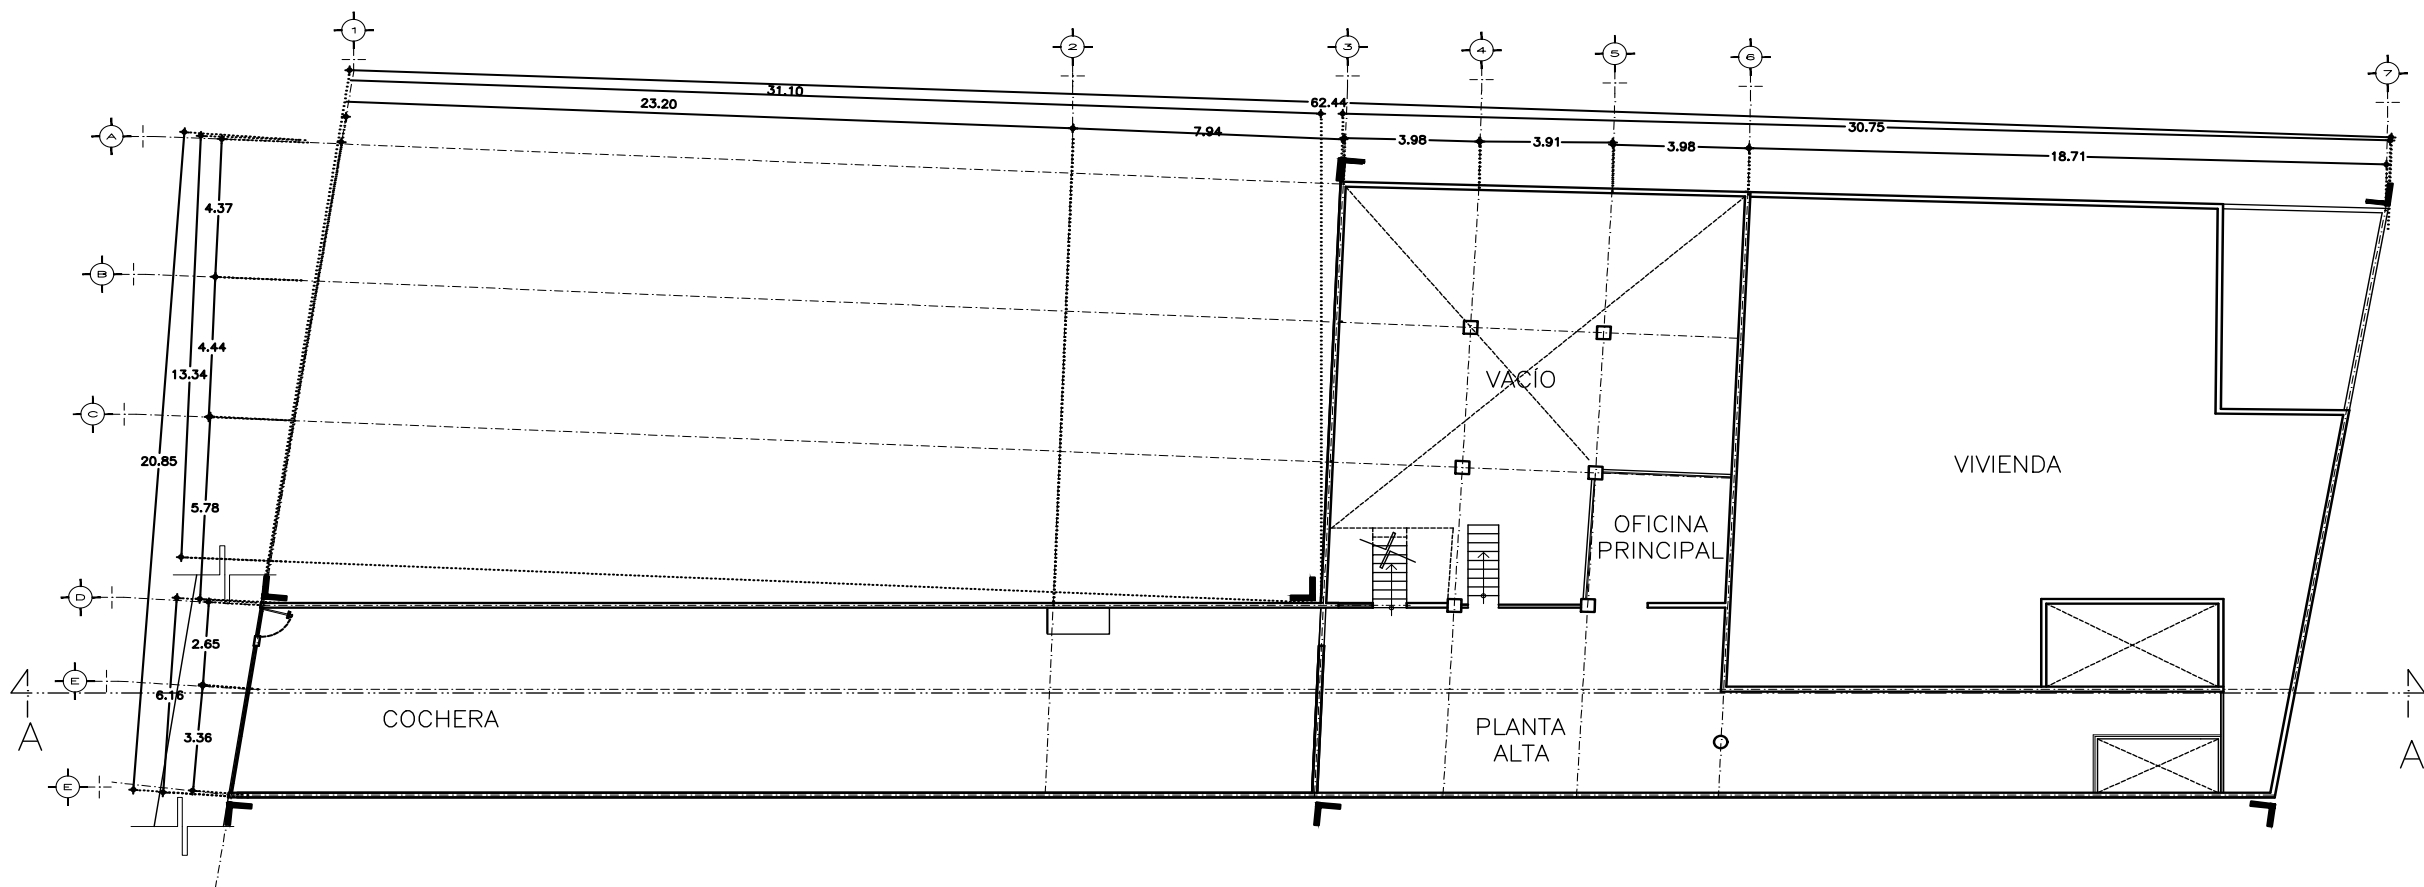 1
2
3
4
5
6
7
31.10
62.44
23.20
7.94
3.98
3.91
3.98
30.75
18.71
A
4.37
B
4.44
13.34
VACÍO
C
20.85
VIVIENDA
5.78
OFICINA
PRINCIPAL
D
2.65
E
6.16
COCHERA
PLANTA
ALTA
A
A
3.36
E